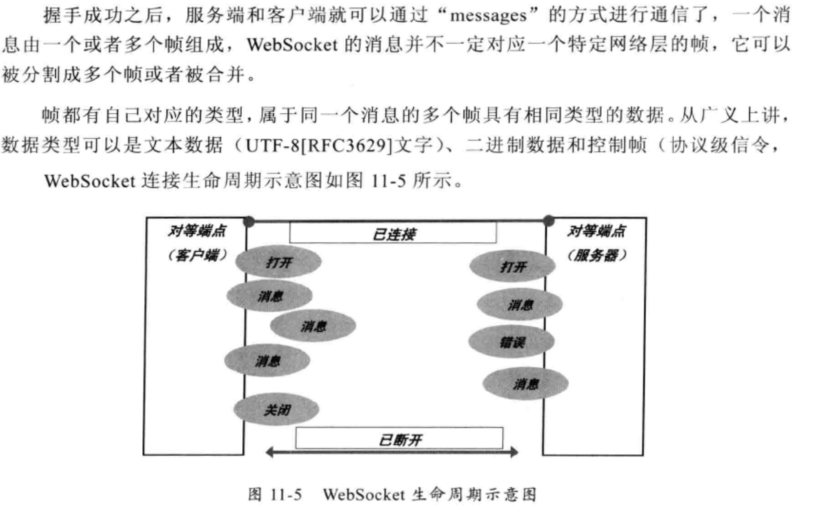 握手成功之后，服务端和客户端就可以通过“messages”的方式进行通信了，一个消
息由一个或者多个帧组成，WebSocket 的消息并不一定对应一个特定网络层的帧，它可以
被分割成多个帧或者被合并。
帧都有自己对应的类型，属于同一个消息的多个帧具有相同类型的数据。从广义上讲，
数据类型可以是文本数据（UTF-8[RFC3629]文字）、二进制数据和控制帧（协议级信令，
WebSocket 连接生命周期示意图如图 11-5 所示。
对等端点
（客户端）
已连接
对等端点
（服务器）
打开
打开
消息
消息
消息
错误
消息
消息
关闭
已断开
图 11-5 WebSocket 生命周期示意图